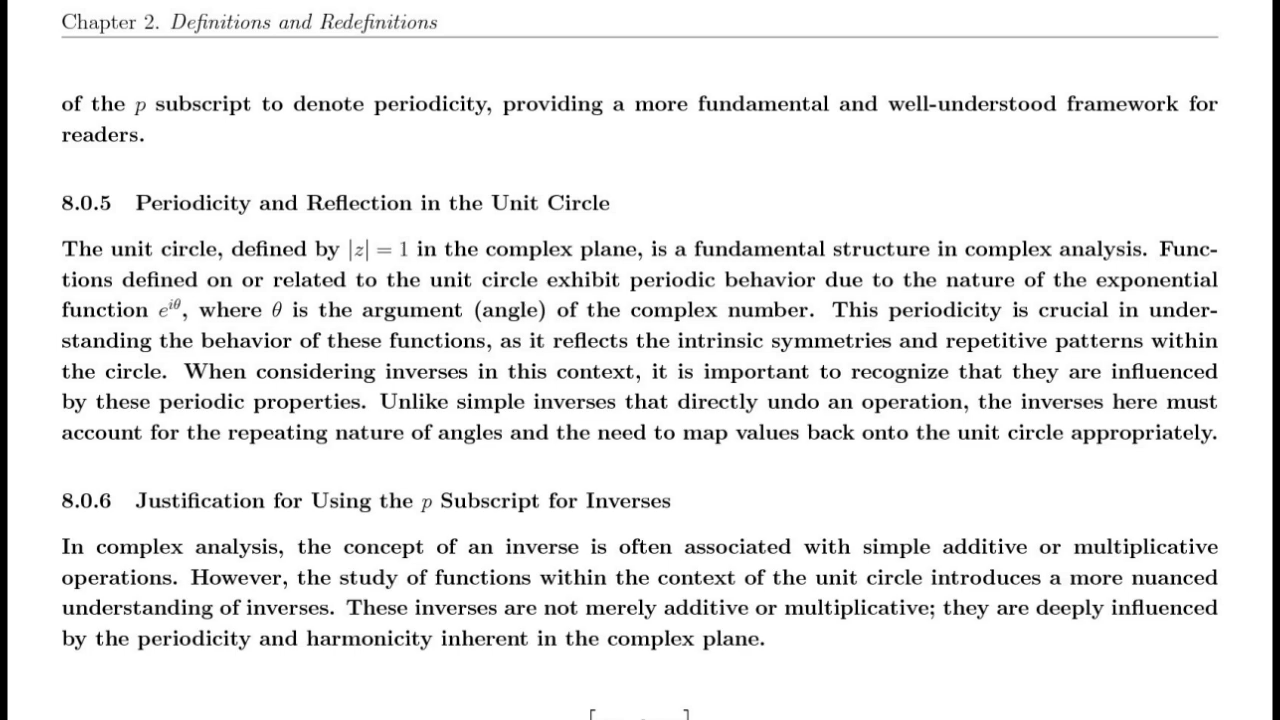 Chapter 2. Definitions and Redefinitions
of the p subscript to denote periodicity, providing a more fundamental and well-understood framework for
readers.
8.0.5 Periodicity and Reflection in the Unit Circle
The unit circle, defined by |z| = 1 in the complex plane, is a fundamental structure in complex analysis. Func-
tions defined on or related to the unit circle exhibit periodic behavior due to the nature of the exponential
function e^{iθ}, where θ is the argument (angle) of the complex number. This periodicity is crucial in under-
standing the behavior of these functions, as it reflects the intrinsic symmetries and repetitive patterns within
the circle. When considering inverses in this context, it is important to recognize that they are influenced
by these periodic properties. Unlike simple inverses that directly undo an operation, the inverses here must
account for the repeating nature of angles and the need to map values back onto the unit circle appropriately.
8.0.6 Justification for Using the p Subscript for Inverses
In complex analysis, the concept of an inverse is often associated with simple additive or multiplicative
operations. However, the study of functions within the context of the unit circle introduces a more nuanced
understanding of inverses. These inverses are not merely additive or multiplicative; they are deeply influenced
by the periodicity and harmonicity inherent in the complex plane.